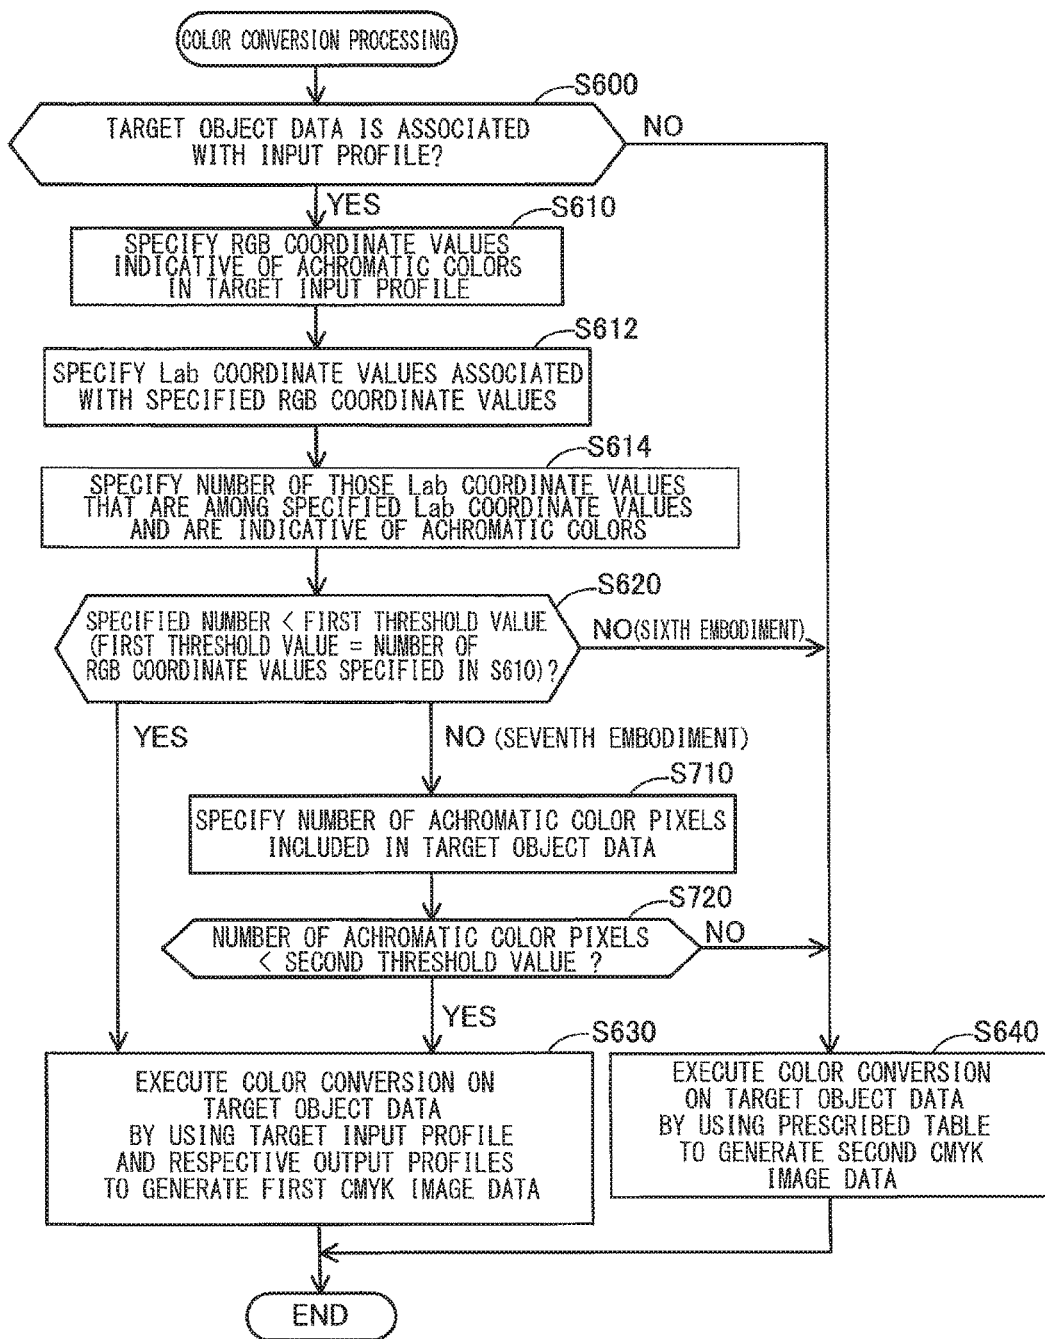 COLOR CONVERSION PROCESSING
S600
TARGET OBJECT DATA IS ASSOCIATED
WITH INPUT PROFILE?
NO
YES
S610
SPECIFY RGB COORDINATE VALUES
INDICATIVE OF ACHROMATIC COLORS
IN TARGET INPUT PROFILE
S612
SPECIFY Lab COORDINATE VALUES ASSOCIATED
WITH SPECIFIED RGB COORDINATE VALUES
S614
SPECIFY NUMBER OF THOSE Lab COORDINATE VALUES
THAT ARE AMONG SPECIFIED Lab COORDINATE VALUES
AND ARE INDICATIVE OF ACHROMATIC COLORS
S620
SPECIFIED NUMBER < FIRST THRESHOLD VALUE
(FIRST THRESHOLD VALUE = NUMBER OF
RGB COORDINATE VALUES SPECIFIED IN S610)?
NO(SIXTH EMBODIMENT)
YES
NO (SEVENTH EMBODIMENT)
S710
SPECIFY NUMBER OF ACHROMATIC COLOR PIXELS
INCLUDED IN TARGET OBJECT DATA
S720
NUMBER OF ACHROMATIC COLOR PIXELS
< SECOND THRESHOLD VALUE ?
NO
YES
S630
EXECUTE COLOR CONVERSION ON
TARGET OBJECT DATA
BY USING TARGET INPUT PROFILE
AND RESPECTIVE OUTPUT PROFILES
TO GENERATE FIRST CMYK IMAGE DATA
S640
EXECUTE COLOR CONVERSION
ON TARGET OBJECT DATA
BY USING PRESCRIBED TABLE
TO GENERATE SECOND CMYK
IMAGE DATA
END